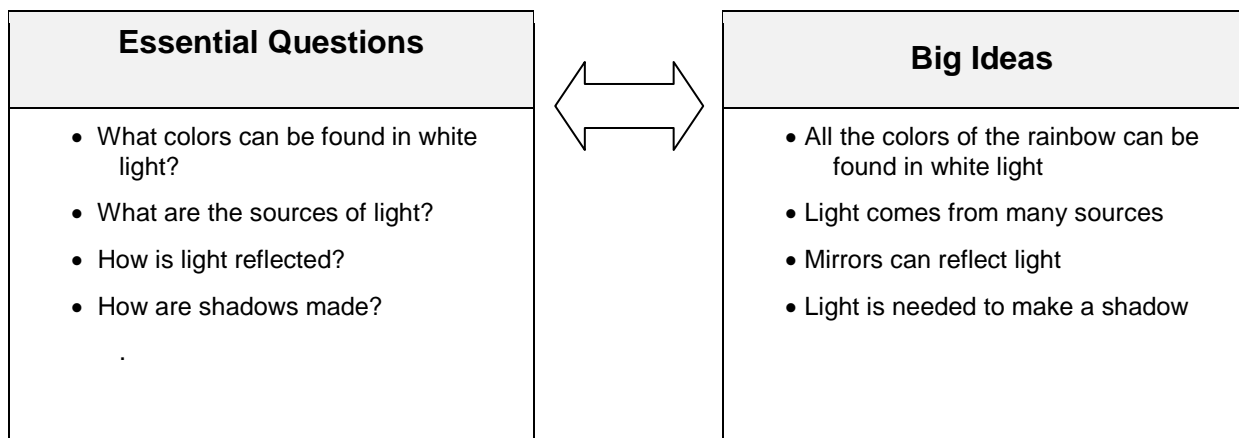 Essential Questions
• What colors can be found in white
light?
• What are the sources of light?
• How is light reflected?
• How are shadows made?
.
Big Ideas
• All the colors of the rainbow can be
found in white light
• Light comes from many sources
• Mirrors can reflect light
• Light is needed to make a shadow